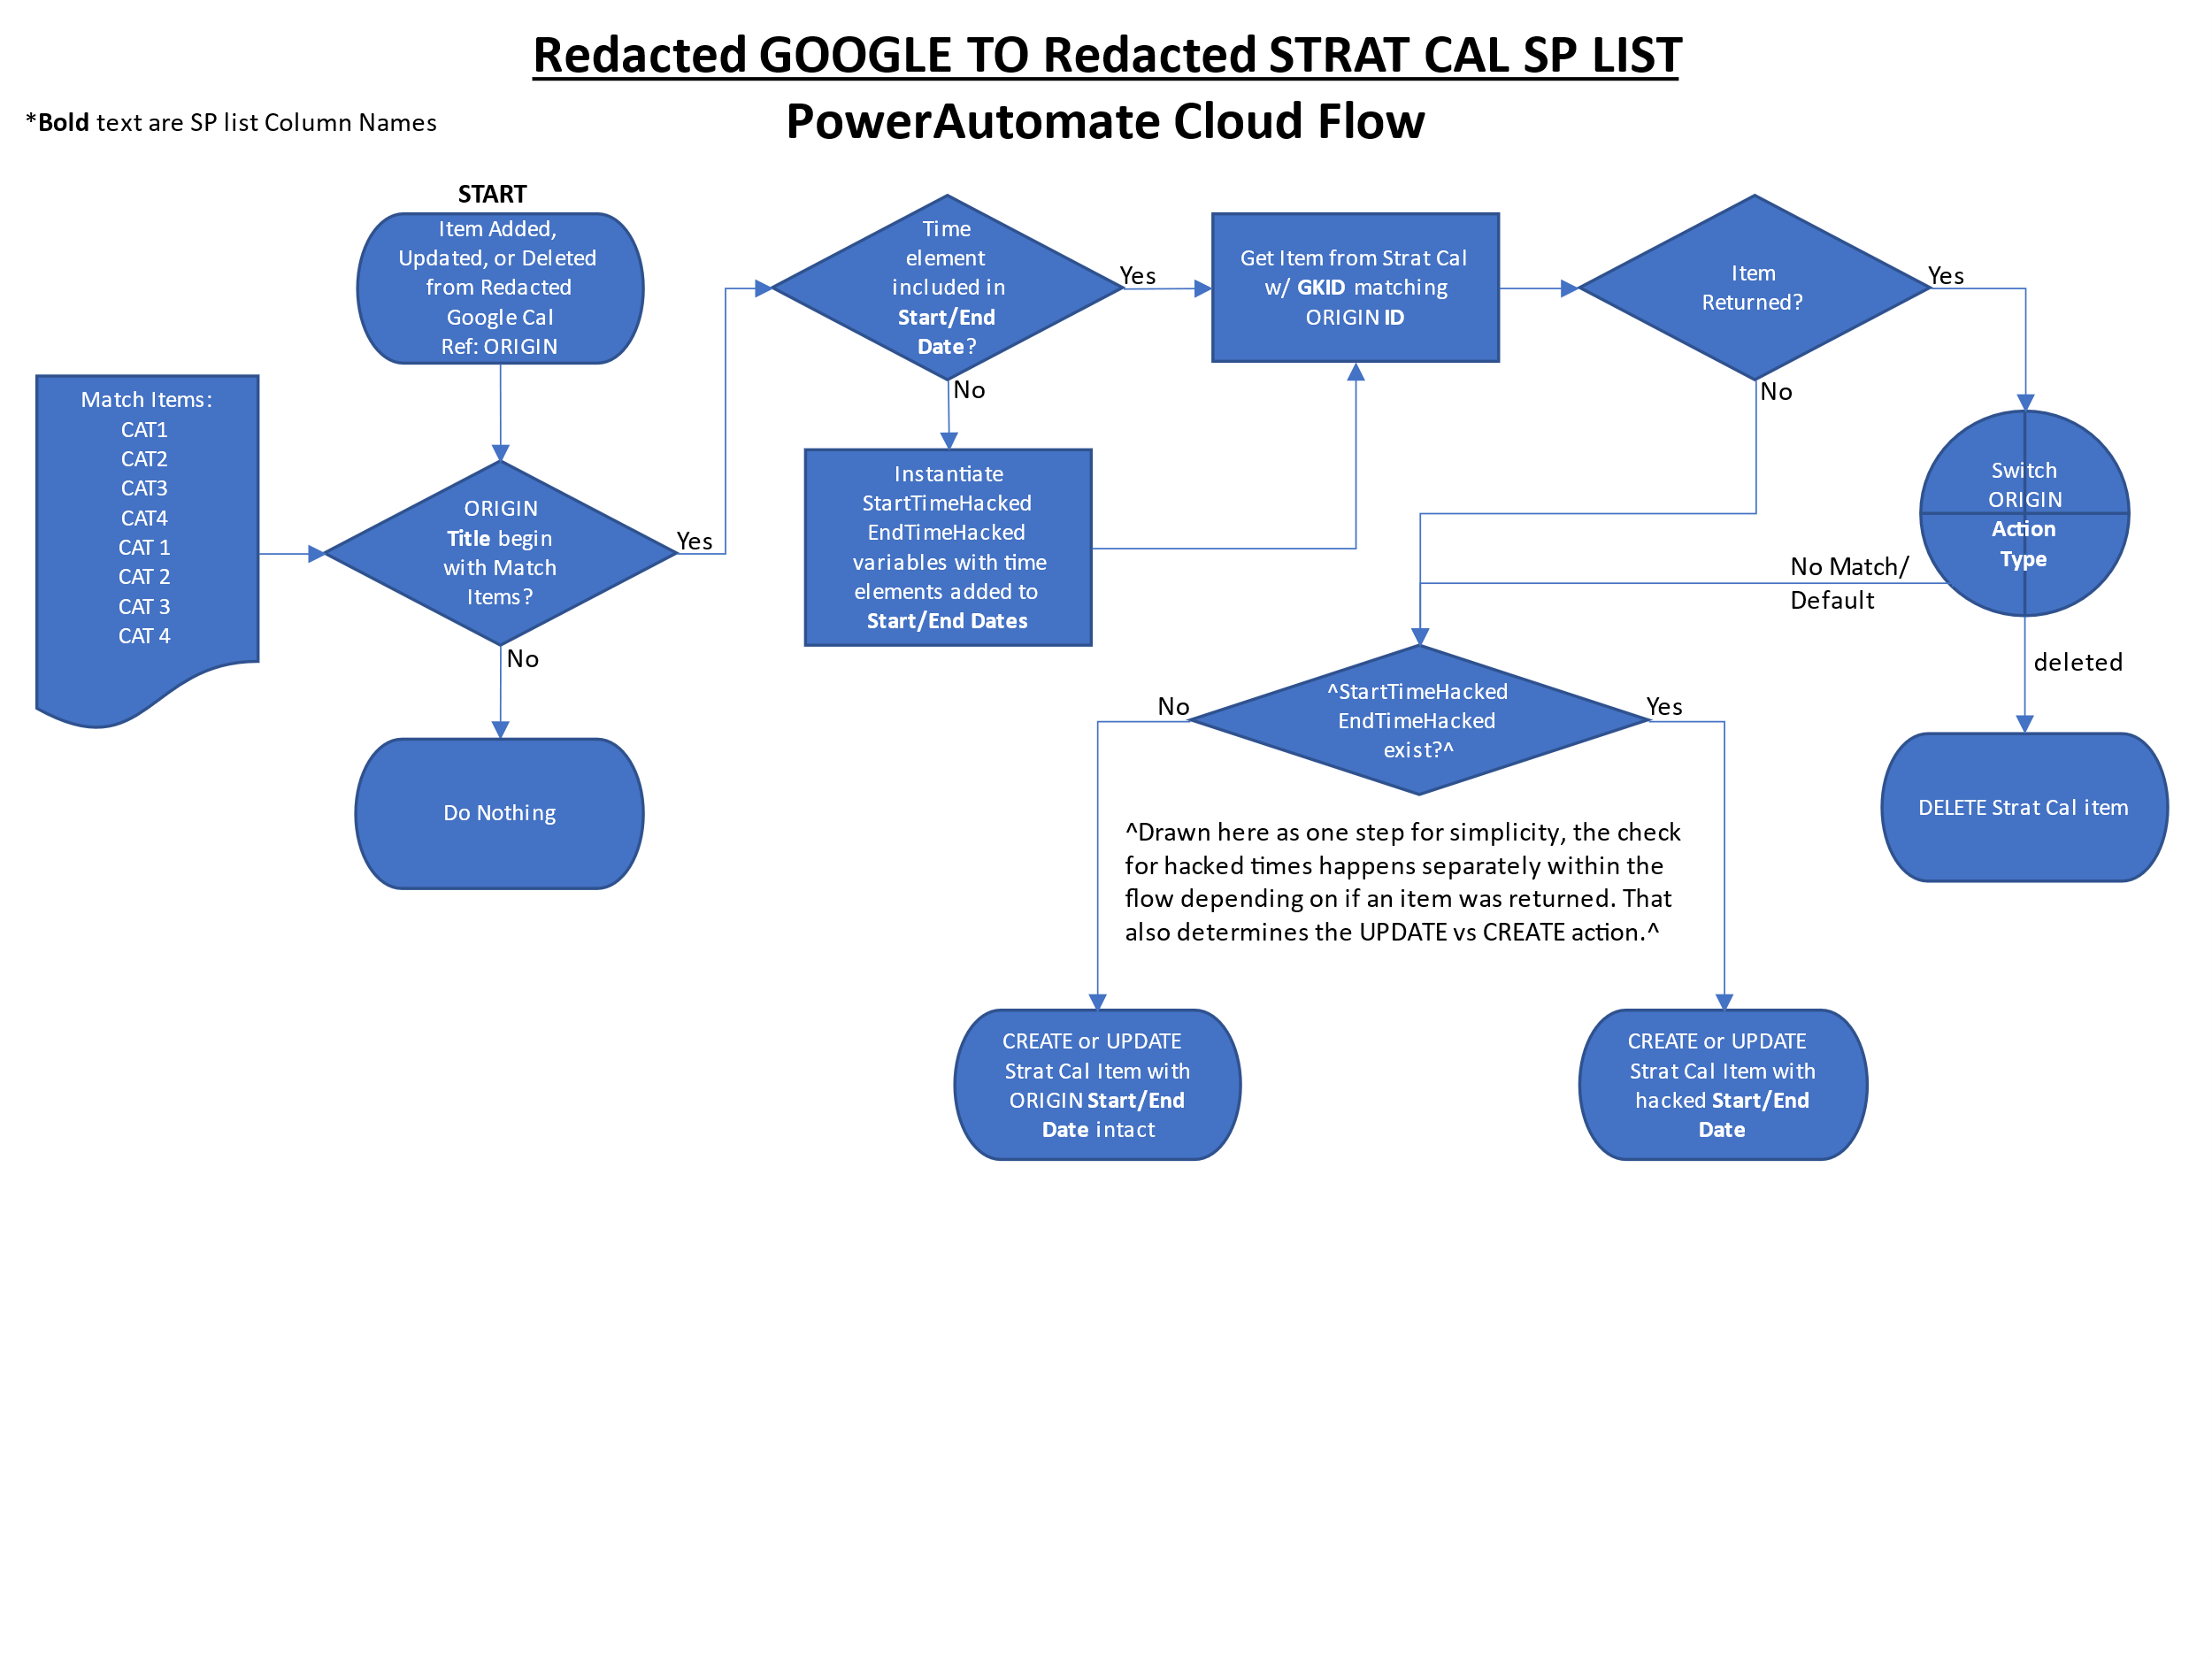 Redacted GOOGLE TO Redacted STRAT CAL SP LIST
PowerAutomate Cloud Flow
*Bold text are SP list Column Names
START
Item Added,
Updated, or Deleted
from Redacted
Google Cal
Ref: ORIGIN
Match Items:
CAT1
CAT2
CAT3
CAT4
CAT 1
CAT 2
CAT 3
CAT 4
ORIGIN
Title begin
with Match
Items?
Yes
No
Do Nothing
Time
element
included in
Start/End
Date?
Yes
No
Instantiate
StartTimeHacked
EndTimeHacked
variables with time
elements added to
Start/End Dates
Get Item from Strat Cal
w/ GKID matching
ORIGIN ID
Item
Returned?
Yes
No
Switch
ORIGIN
Action
Type
No Match/
Default
deleted
DELETE Strat Cal item
^StartTimeHacked
EndTimeHacked
exist?^
No
Yes
^Drawn here as one step for simplicity, the check
for hacked times happens separately within the
flow depending on if an item was returned. That
also determines the UPDATE vs CREATE action.^
CREATE or UPDATE
Strat Cal Item with
ORIGIN Start/End
Date intact
CREATE or UPDATE
Strat Cal Item with
hacked Start/End
Date